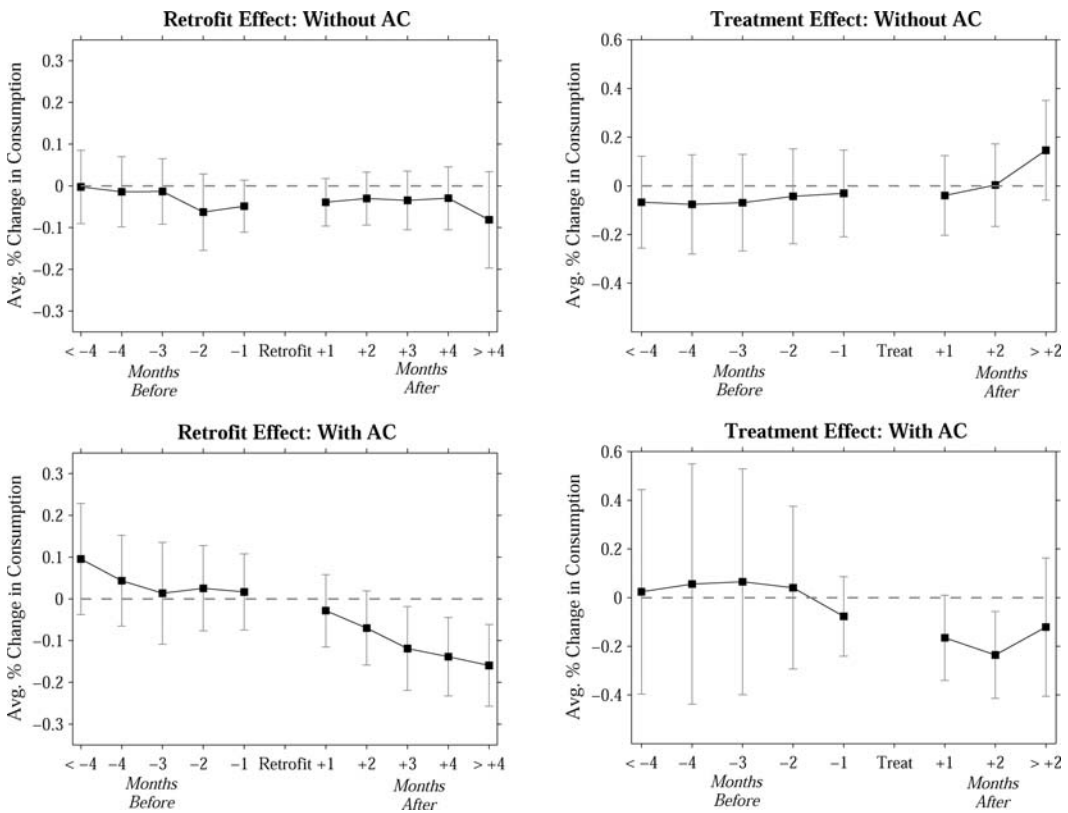 Retrofit Effect: Without AC
Avg. % Change in Consumption
0.3
0.2
0.1
0
−0.1
−0.2
−0.3
< −4 −4 −3 −2 −1 Retrofit +1 +2 +3 +4 > +4
Months Before
Months After
Treatment Effect: Without AC
Avg. % Change in Consumption
0.6
0.4
0.2
0
−0.2
−0.4
< −4 −4 −3 −2 −1 Treat +1 +2 > +2
Months Before
Months After
Retrofit Effect: With AC
Avg. % Change in Consumption
0.3
0.2
0.1
0
−0.1
−0.2
−0.3
< −4 −4 −3 −2 −1 Retrofit +1 +2 +3 +4 > +4
Months Before
Months After
Treatment Effect: With AC
Avg. % Change in Consumption
0.6
0.4
0.2
0
−0.2
−0.4
< −4 −4 −3 −2 −1 Treat +1 +2 > +2
Months Before
Months After